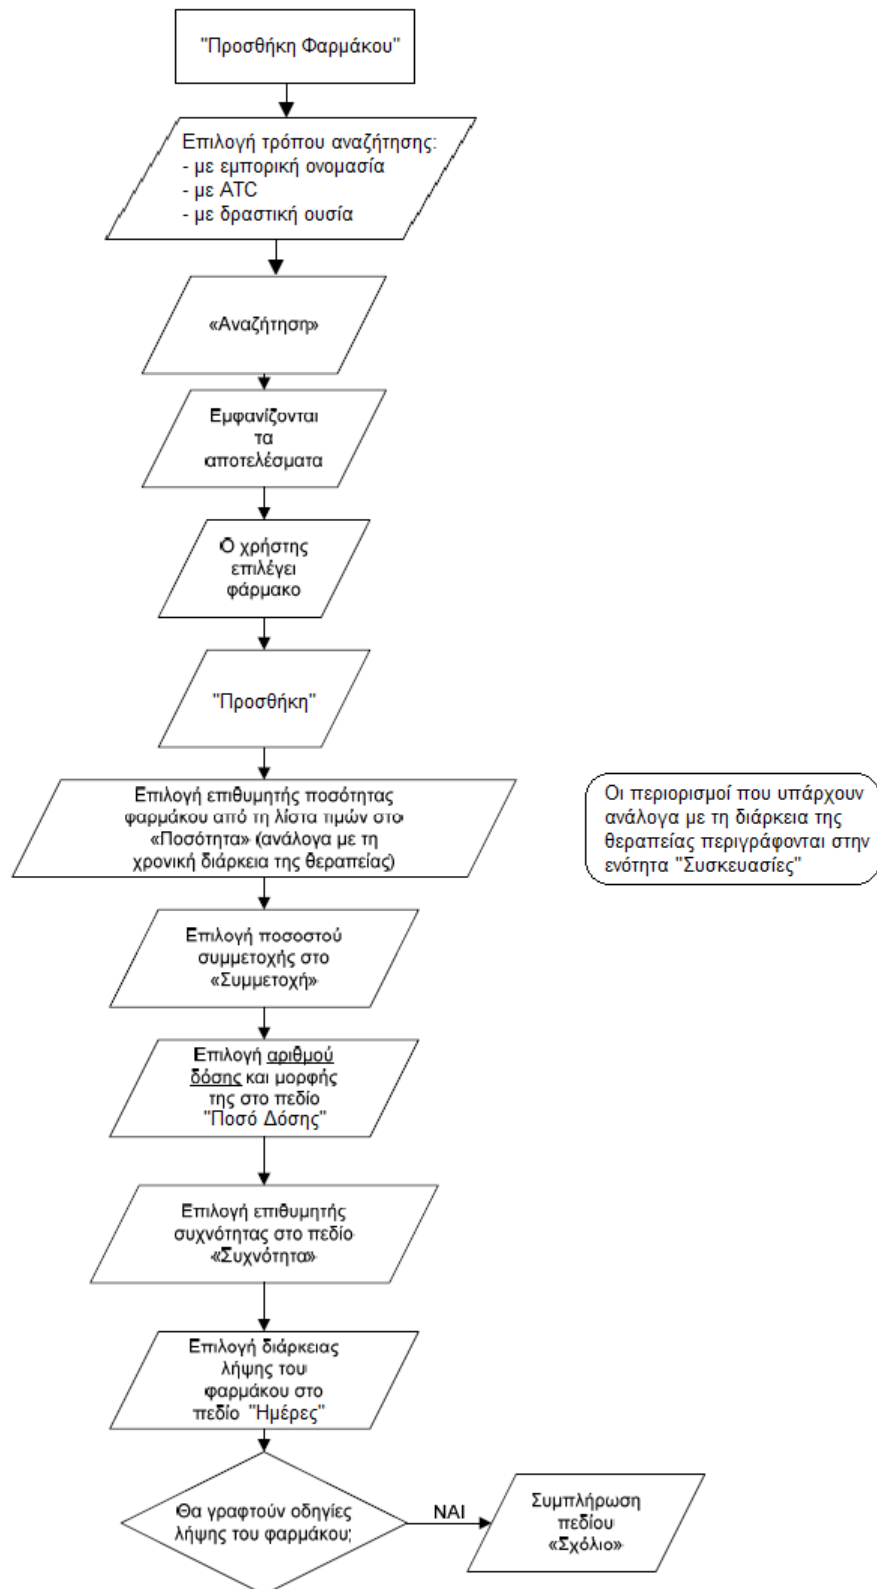 "Προσθήκη Φαρμάκου"
Επιλογή τρόπου αναζήτησης:
- με εμπορική ονομασία
- με ATC
- με δραστική ουσία
«Αναζήτηση»
Εμφανίζονται
τα
αποτελέσματα
Ο χρήστης
επιλέγει
φάρμακο
"Προσθήκη"
Επιλογή επιθυμητής ποσότητας
φαρμάκου από τη λίστα τιμών στο
«Ποσότητα» (ανάλογα με τη
χρονική διάρκεια της θεραπείας)
Οι περιορισμοί που υπάρχουν
ανάλογα με τη διάρκεια της
θεραπείας περιγράφονται στην
ενότητα "Συσκευασίες"
Επιλογή ποσοστού
συμμετοχής στο
«Συμμετοχή»
Επιλογή αριθμού
δόσης και μορφής
της στο πεδίο
"Ποσό Δόσης"
Επιλογή επιθυμητής
συχνότητας στο πεδίο
«Συχνότητα»
Επιλογή διάρκειας
λήψης του
φαρμάκου στο
πεδίο "Ημέρες"
Θα γραφτούν οδηγίες
λήψης του φαρμάκου;
ΝΑΙ
Συμπλήρωση
πεδίου
«Σχόλιο»